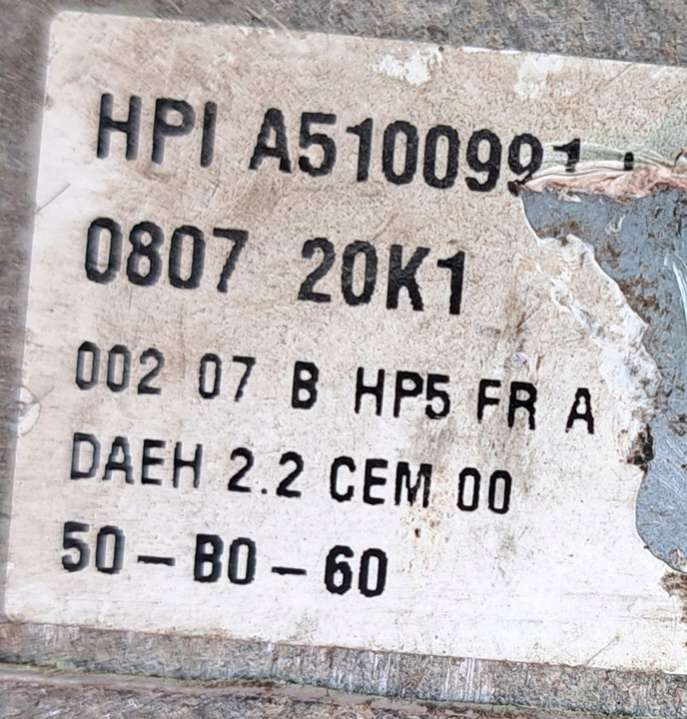 HPI A5100991
0807 20K1
002 07 B HP5 FR A
DAEH 2.2 CEM 00
50-B0-60